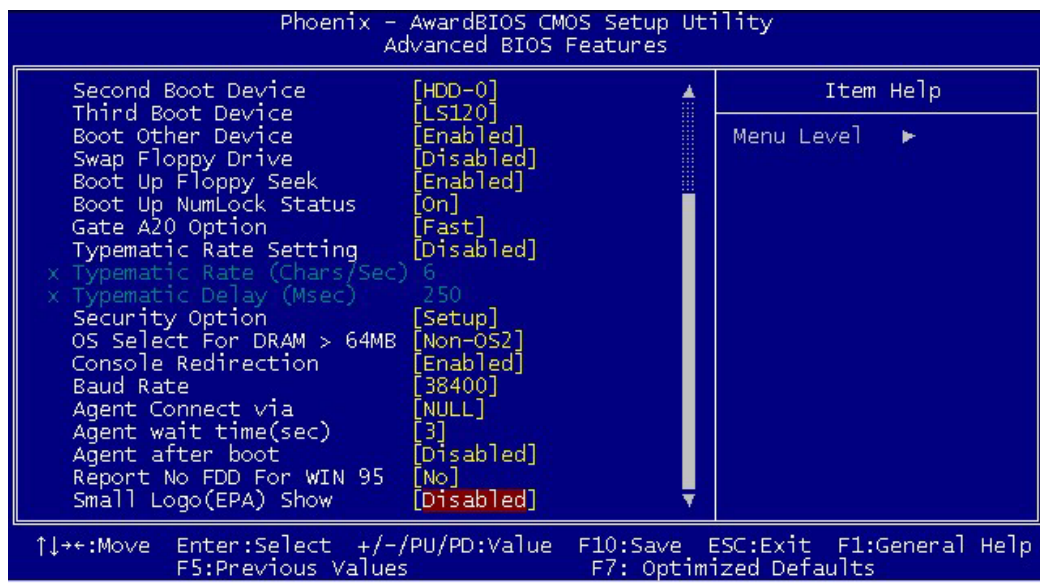 Phoenix - AwardBIOS CMOS Setup Utility
Advanced BIOS Features
Second Boot Device [HDD-0]
Third Boot Device [LS120]
Boot Other Device [Enabled]
Swap Floppy Drive [Disabled]
Boot Up Floppy Seek [Enabled]
Boot Up NumLock Status [On]
Gate A20 Option [Fast]
Typematic Rate Setting [Disabled]
x Typematic Rate (Chars/Sec) 6
x Typematic Delay (Msec) 250
Security Option [Setup]
OS Select For DRAM > 64MB [Non-OS2]
Console Redirection [Enabled]
Baud Rate [38400]
Agent Connect via [NULL]
Agent wait time(sec) [3]
Agent after boot [Disabled]
Report No FDD For WIN 95 [No]
Small Logo(EPA) Show [Disabled]
Item Help
Menu Level ►
↑↓→←:Move Enter:Select +/-/PU/PD:Value F10:Save ESC:Exit F1:General Help
F5:Previous Values F7: Optimized Defaults